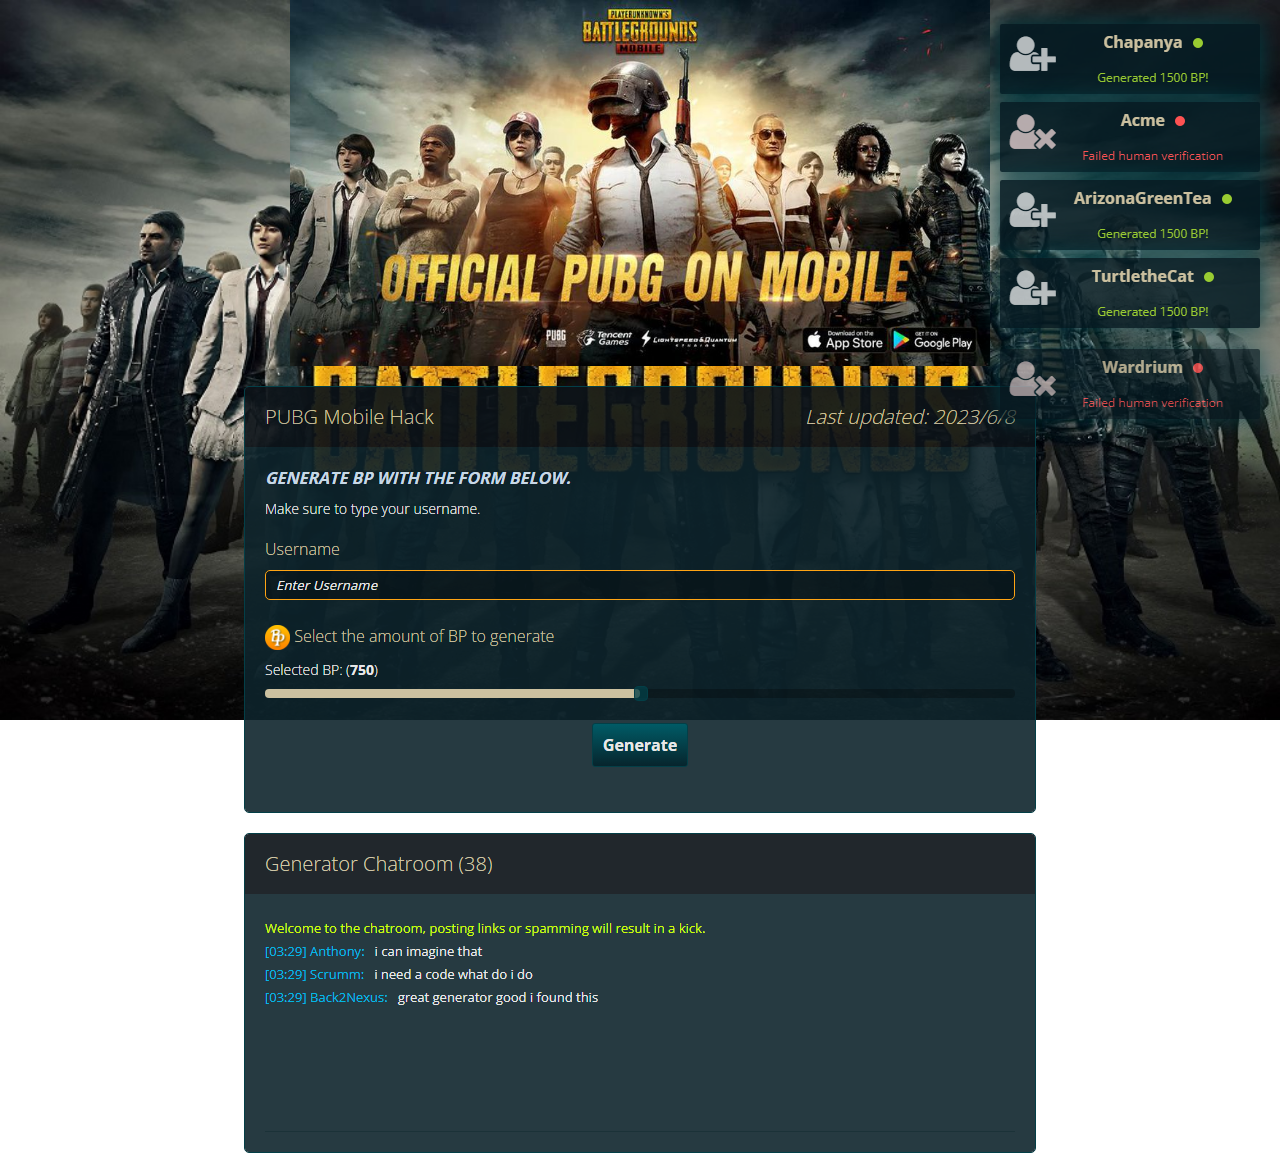 PLAYERUNKNOWN'S
BATTLEGROUNDS
MOBILE
OFFICIAL PUBG ON MOBILE
PUBG
Tencent Games
LIGHTSPEED & QUANTUM
STUDIOS
Download on the
App Store
GET IT ON
Google Play
BATTLEGROUNDS
Chapanya
Generated 1500 BP!
Acme
Failed human verification
ArizonaGreenTea
Generated 1500 BP!
TurtletheCat
Generated 1500 BP!
Wardrium
Failed human verification
PUBG Mobile Hack
Last updated: 2023/6/8
GENERATE BP WITH THE FORM BELOW.
Make sure to type your username.
Username
Enter Username
BP Select the amount of BP to generate
Selected BP: (750)
Generate
Generator Chatroom (38)
Welcome to the chatroom, posting links or spamming will result in a kick.
[03:29] Anthony: i can imagine that
[03:29] Scrumm: i need a code what do i do
[03:29] Back2Nexus: great generator good i found this